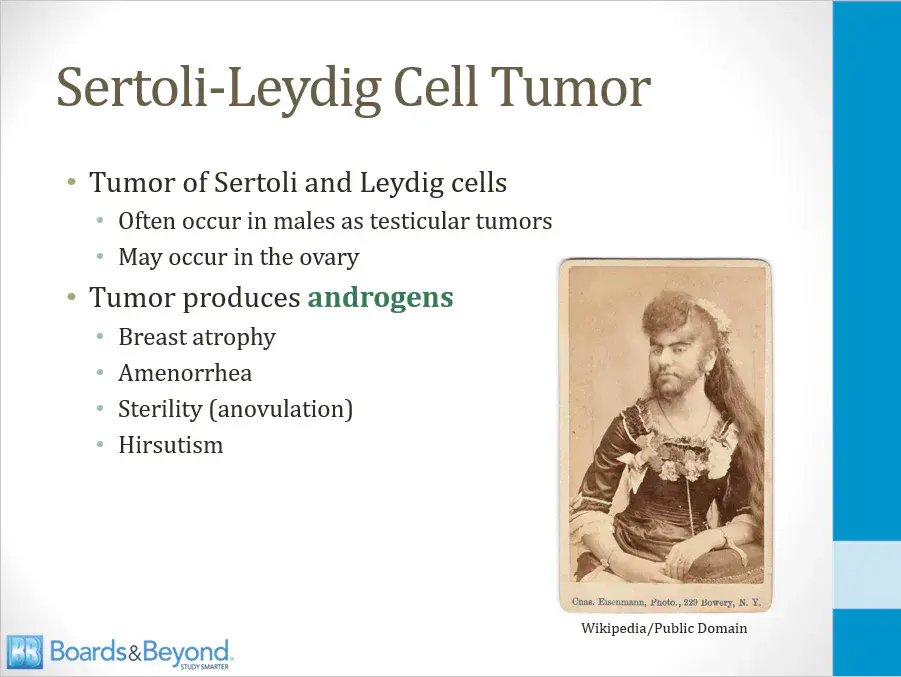 Sertoli-Leydig Cell Tumor
• Tumor of Sertoli and Leydig cells
• Often occur in males as testicular tumors
• May occur in the ovary
• Tumor produces androgens
• Breast atrophy
• Amenorrhea
• Sterility (anovulation)
• Hirsutism
Chas. Eisenmann, Photo., 229 Bowery, N. Y.
Wikipedia/Public Domain
BB Boards&Beyond.
STUDY SMARTER